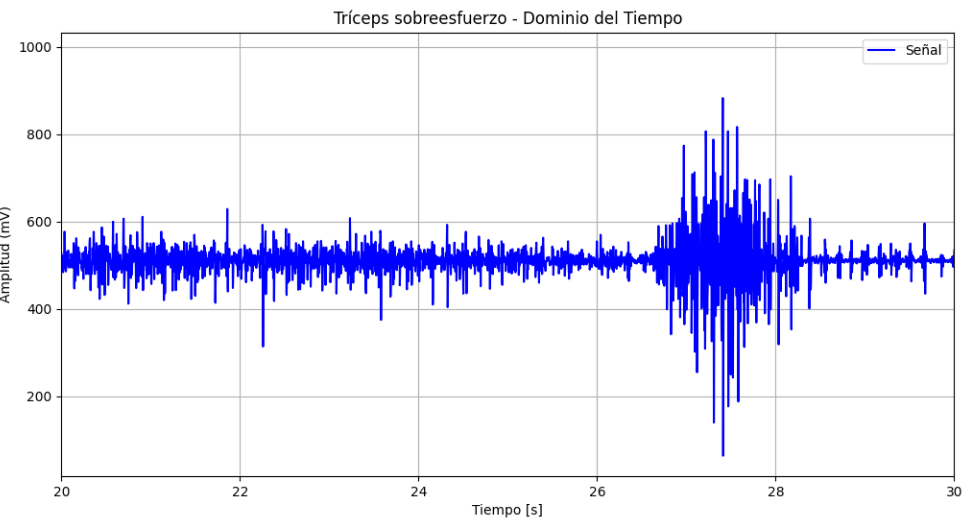 Tríceps sobreesfuerzo - Dominio del Tiempo
Señal
1000
800
600
400
200
Amplitud (mV)
20
22
24
26
28
30
Tiempo [s]